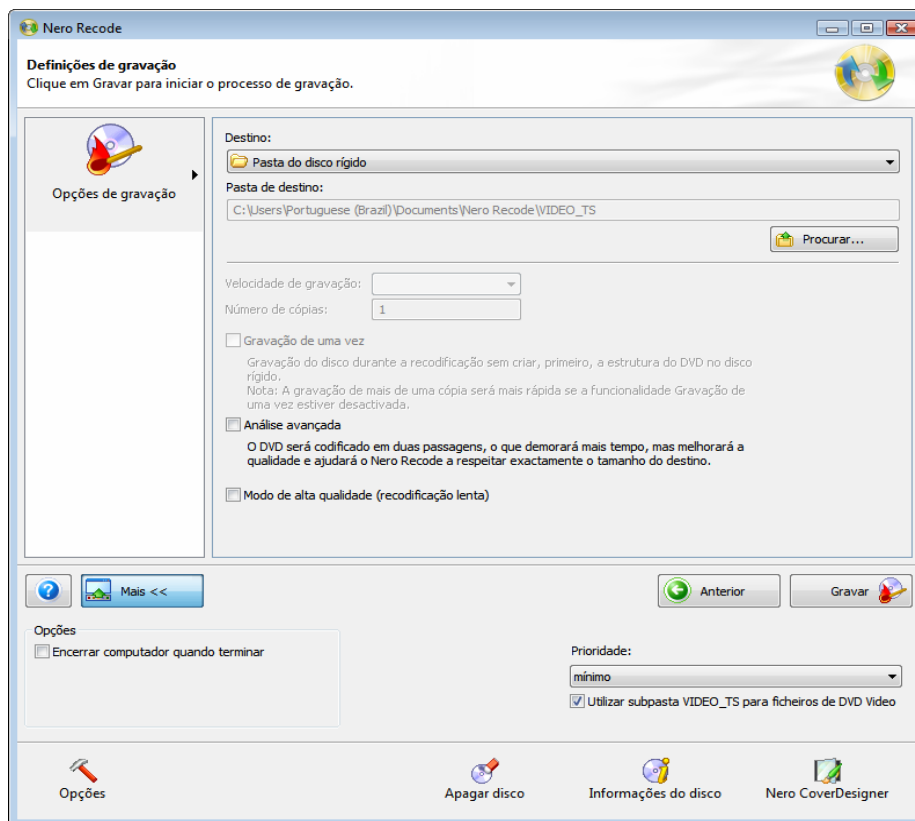 Nero Recode
Definições de gravação
Clique em Gravar para iniciar o processo de gravação.
Opções de gravação
Destino:
Pasta do disco rígido
Pasta de destino:
C:\Users\Portuguese (Brazil)\Documents\Nero Recode\VIDEO_TS
Procurar...
Velocidade de gravação:
Número de cópias:
1
Gravação de uma vez
Gravação do disco durante a recodificação sem criar, primeiro, a estrutura do DVD no disco
rígido.
Nota: A gravação de mais de uma cópia será mais rápida se a funcionalidade Gravação de
uma vez estiver desactivada.
Análise avançada
O DVD será codificado em duas passagens, o que demorará mais tempo, mas melhorará a
qualidade e ajudará o Nero Recode a respeitar exactamente o tamanho do destino.
Modo de alta qualidade (recodificação lenta)
Mais <<
Anterior
Gravar
Opções
Encerrar computador quando terminar
Prioridade:
mínimo
Utilizar subpasta VIDEO_TS para ficheiros de DVD Video
Opções
Apagar disco
Informações do disco
Nero CoverDesigner